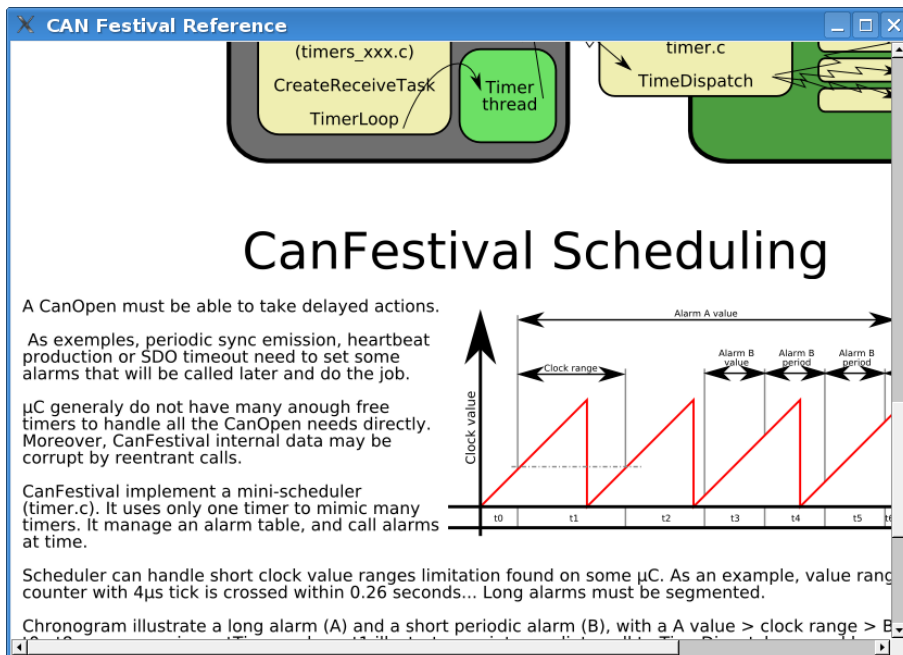 CAN Festival Reference
(timers_xxx.c)
CreateReceiveTask
TimerLoop
Timer
thread
timer.c
TimeDispatch
CanFestival Scheduling
A CanOpen must be able to take delayed actions.
As exemples, periodic sync emission, heartbeat
production or SDO timeout need to set some
alarms that will be called later and do the job.
µC generaly do not have many anough free
timers to handle all the CanOpen needs directly.
Moreover, CanFestival internal data may be
corrupt by reentrant calls.
CanFestival implement a mini-scheduler
(timer.c). It uses only one timer to mimic many
timers. It manage an alarm table, and call alarms
at time.
Alarm A value
Clock range
Alarm B
value
Alarm B
period
Alarm B
period
Clock value
t0 t1 t2 t3 t4 t5
Scheduler can handle short clock value ranges limitation found on some µC. As an example, value rang
counter with 4µs tick is crossed within 0.26 seconds... Long alarms must be segmented.
Chronogram illustrate a long alarm (A) and a short periodic alarm (B), with a A value > clock range > B